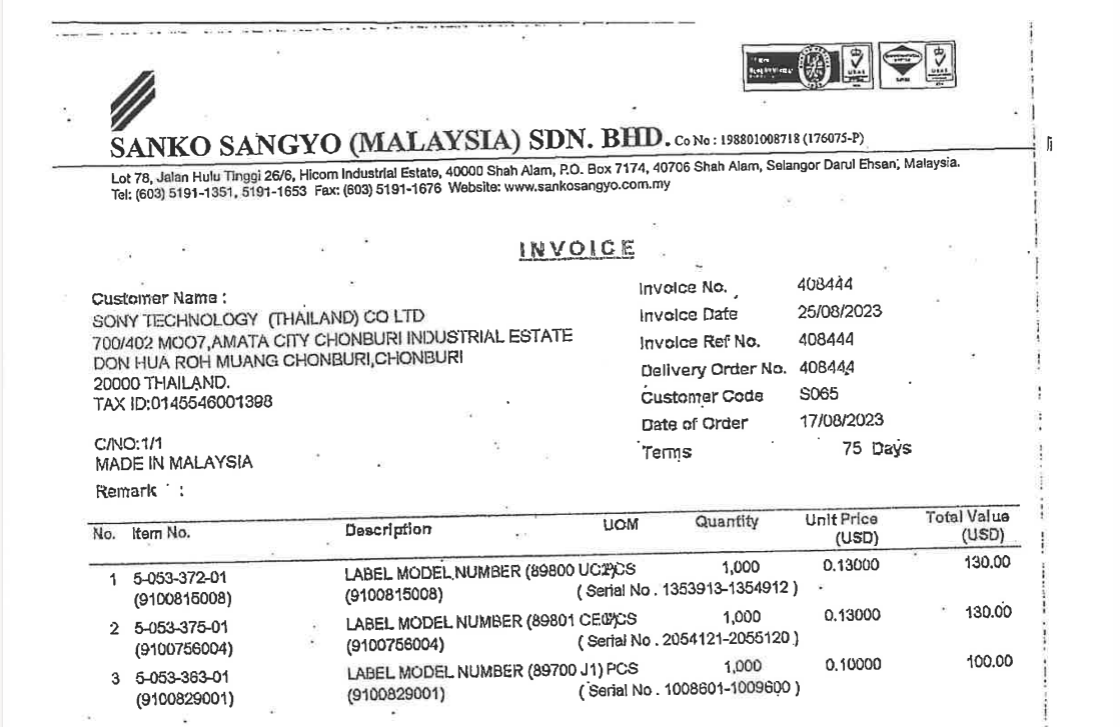 SANKO SANGYO (MALAYSIA) SDN. BHD. Co No : 198801008718 (176075-P)
Lot 78, Jalan Hulu Tinggi 26/6, Hicom Industrial Estate, 40000 Shah Alam, P.O. Box 7174, 40706 Shah Alam, Selangor Darul Ehsan, Malaysia.
Tel: (603) 5191-1351, 5191-1653 Fax: (603) 5191-1676 Website: www.sankosangyo.com.my
INVOICE
Customer Name :
SONY TECHNOLOGY (THAILAND) CO LTD
700/402 MOO7,AMATA CITY CHONBURI INDUSTRIAL ESTATE
DON HUA ROH MUANG CHONBURI,CHONBURI
20000 THAILAND.
TAX ID:0145546001398
C/NO:1/1
MADE IN MALAYSIA
Remark :
Invoice No. 408444
Invoice Date 25/08/2023
Invoice Ref No. 408444
Delivery Order No. 408444
Customer Code S065
Date of Order 17/08/2023
Terms 75 Days
No. Item No. Description UOM Quantity Unit Price (USD) Total Value (USD)
1 5-053-372-01 LABEL MODEL NUMBER (89800 PCS 1,000 0.13000 130.00
(9100815008) (9100815008) ( Serial No . 1353913-1354912 )
2 5-053-375-01 LABEL MODEL NUMBER (89801 PCS 1,000 0.13000 130.00
(9100756004) (9100756004) ( Serial No . 2054121-2055120 )
3 5-053-363-01 LABEL MODEL NUMBER (89700 J1) PCS 1,000 0.10000 100.00
(9100829001) (9100829001) ( Serial No . 1008601-1009600 )